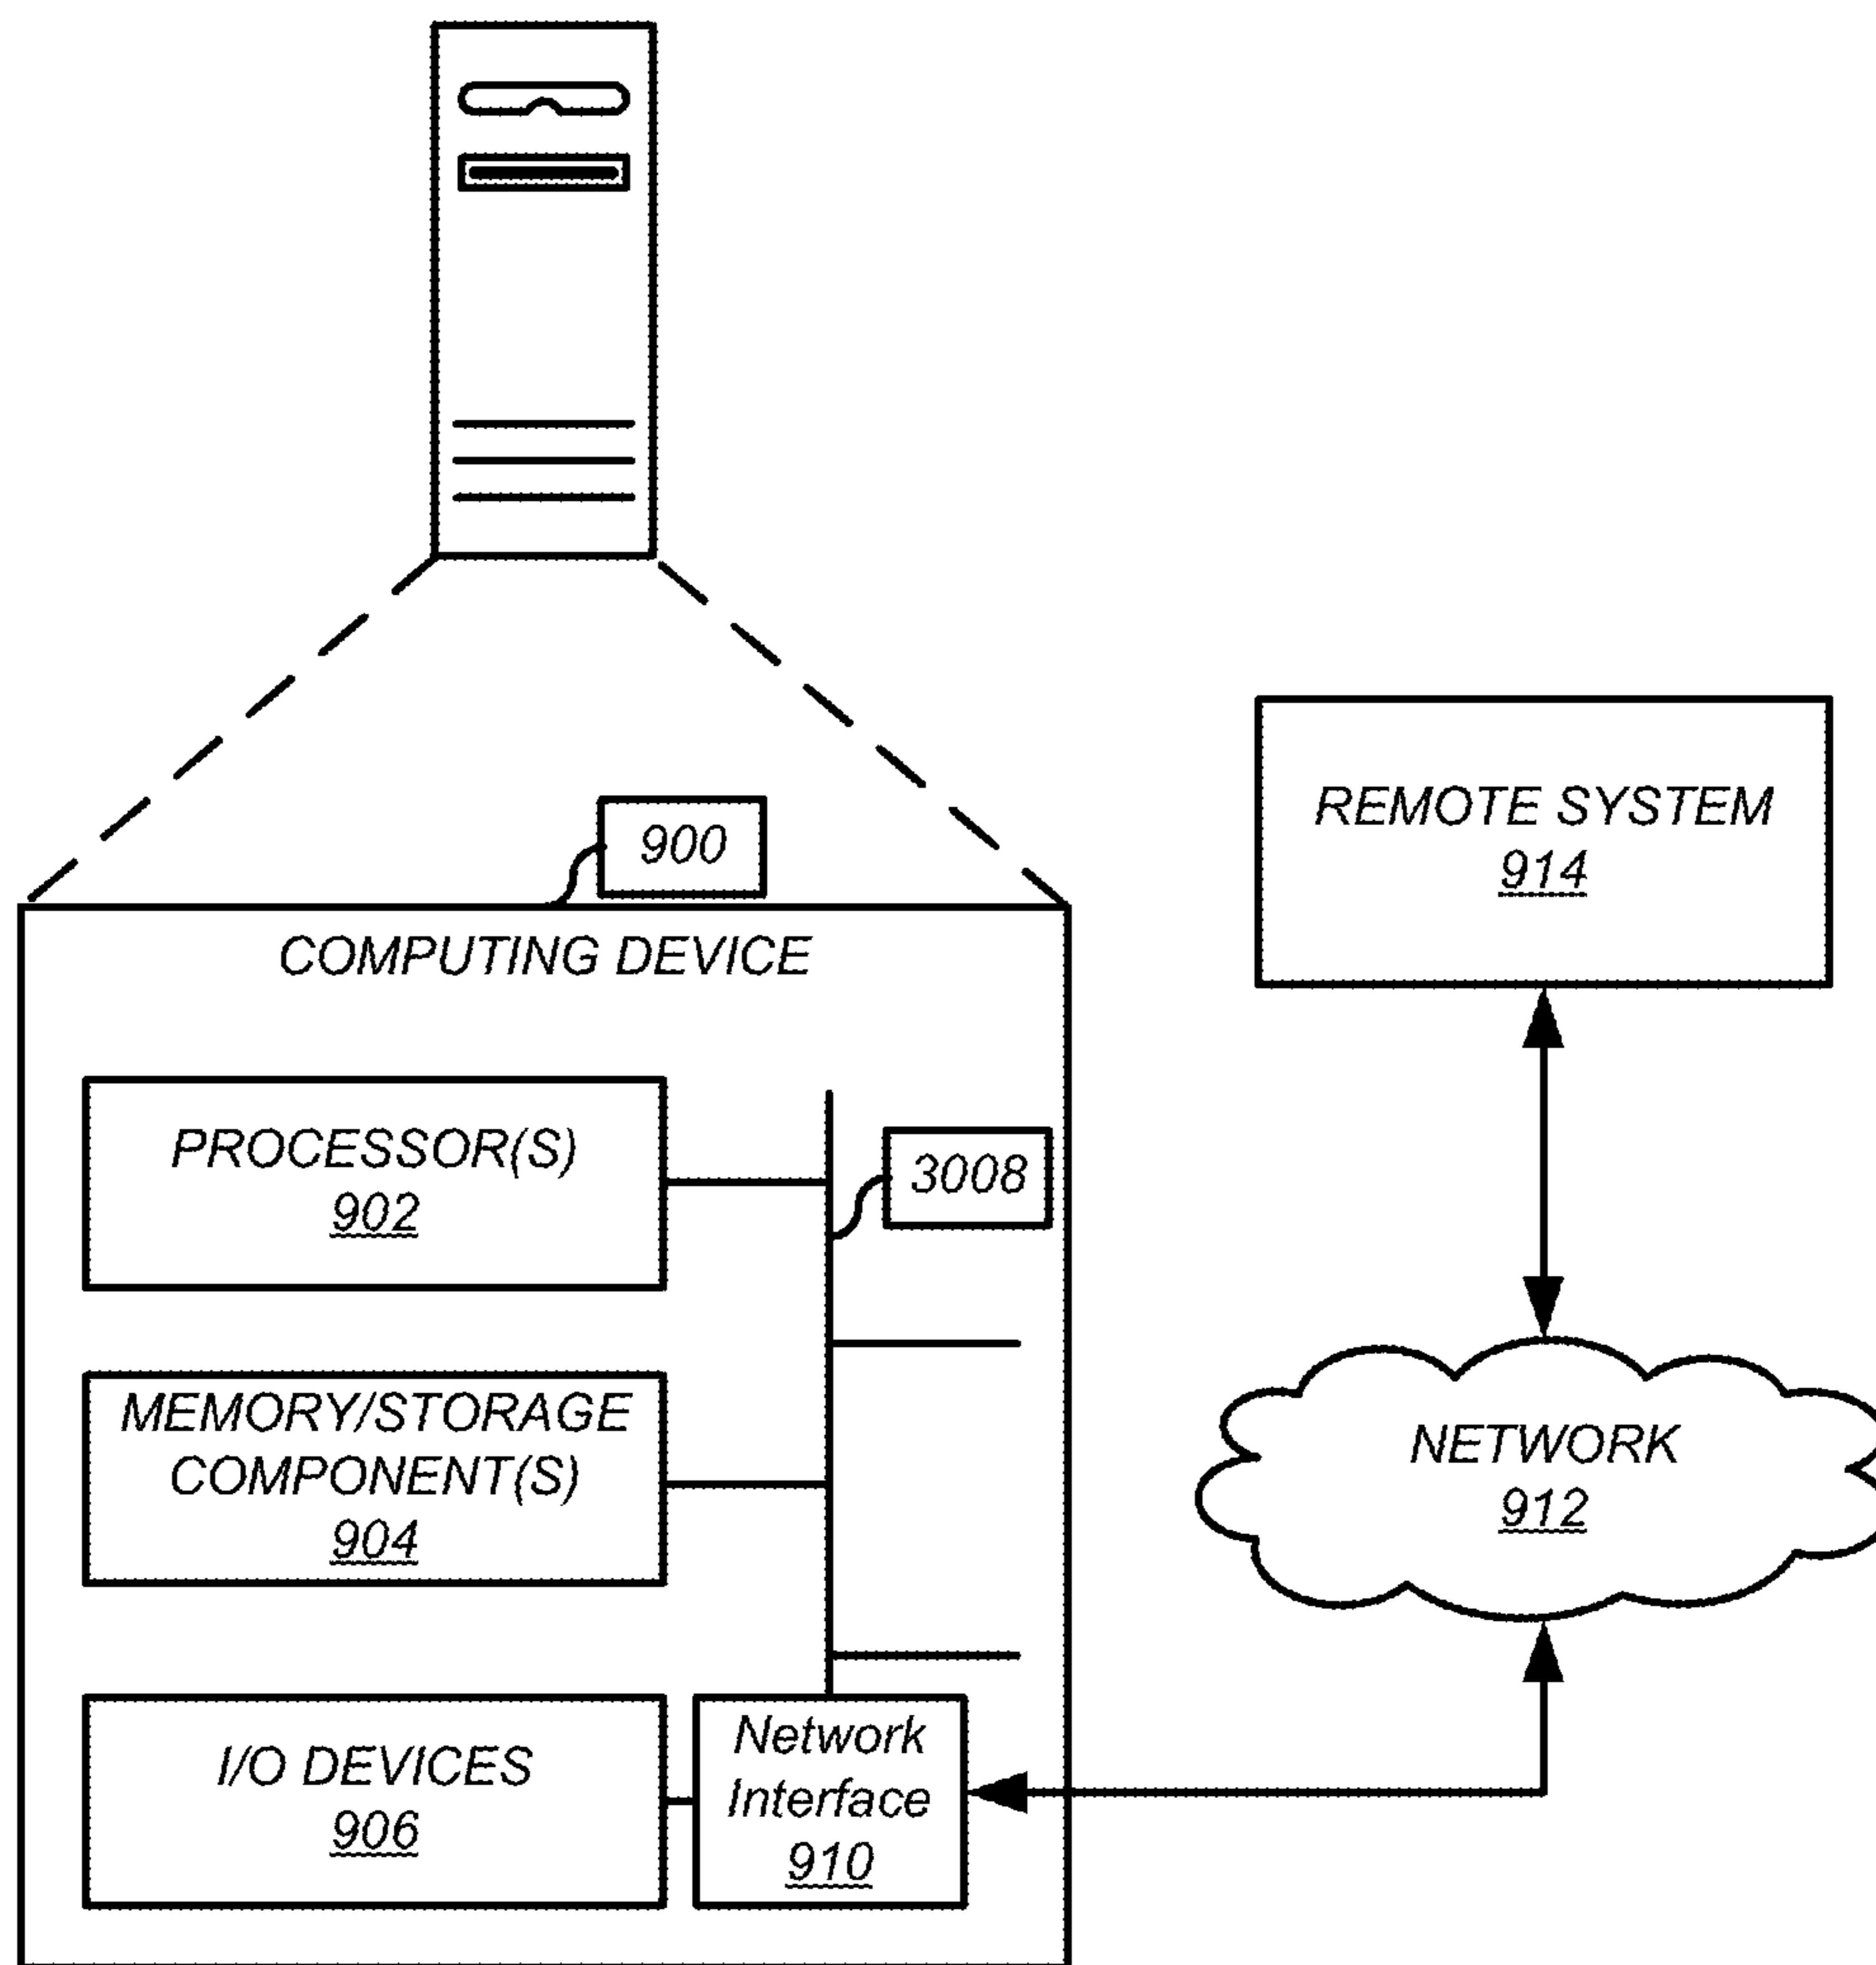 900
COMPUTING DEVICE
PROCESSOR(S)
902
3008
MEMORY/STORAGE
COMPONENT(S)
904
I/O DEVICES
906
Network
Interface
910
REMOTE SYSTEM
914
NETWORK
912